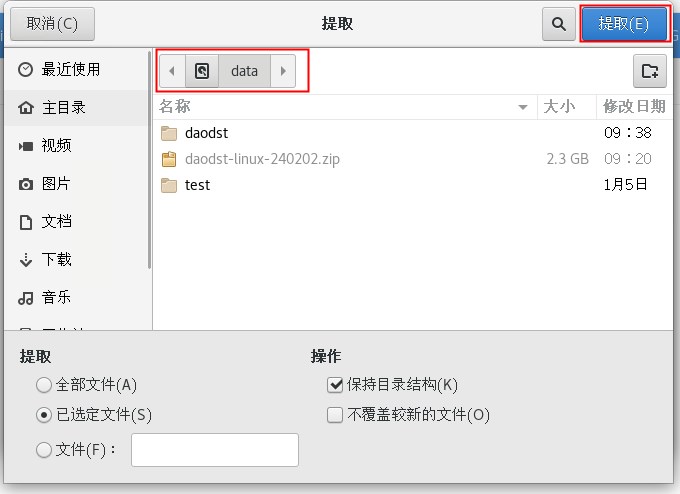 取消(C) 提取 提取(E)
最近使用
主目录
视频
图片
文档
下载
音乐
data
名称 大小 修改日期
daodst 09：38
daodst-linux-240202.zip 2.3 GB 09：20
test 1月5日
提取
全部文件(A)
已选定文件(S)
文件(F)：
操作
保持目录结构(K)
不覆盖较新的文件(O)